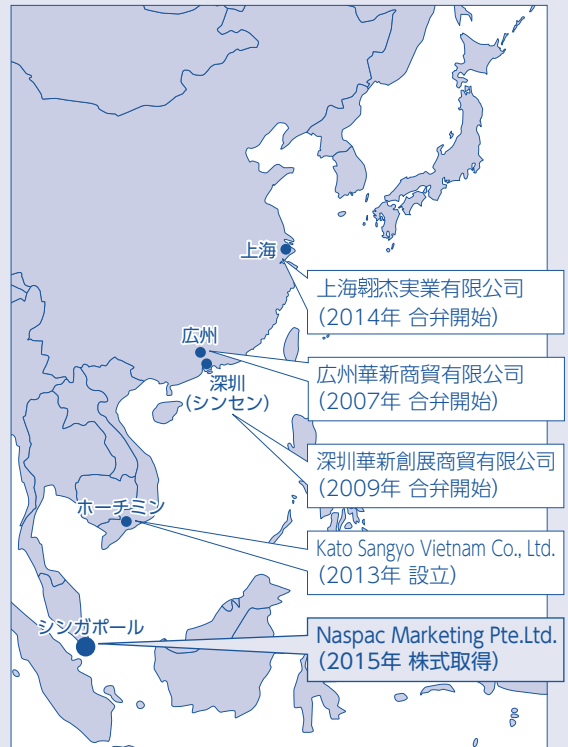 上海
上海翺杰実業有限公司
（2014年 合弁開始）
広州
広州華新商貿有限公司
（2007年 合弁開始）
深圳
（シンセン）
深圳華新創展商貿有限公司
（2009年 合弁開始）
ホーチミン
Kato Sangyo Vietnam Co., Ltd.
（2013年 設立）
シンガポール
Naspac Marketing Pte.Ltd.
（2015年 株式取得）